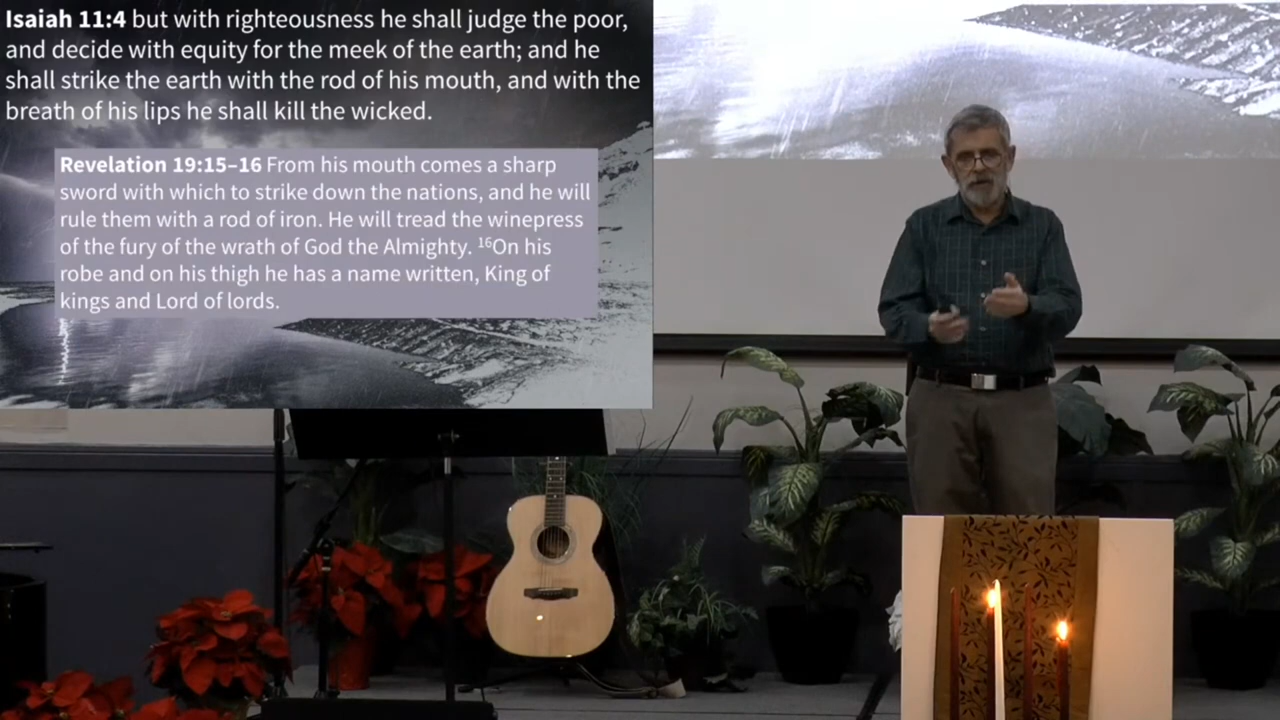 Isaiah 11:4 but with righteousness he shall judge the poor,
and decide with equity for the meek of the earth; and he
shall strike the earth with the rod of his mouth, and with the
breath of his lips he shall kill the wicked.
Revelation 19:15–16 From his mouth comes a sharp
sword with which to strike down the nations, and he will
rule them with a rod of iron. He will tread the winepress
of the fury of the wrath of God the Almighty. ¹⁶On his
robe and on his thigh he has a name written, King of
kings and Lord of lords.